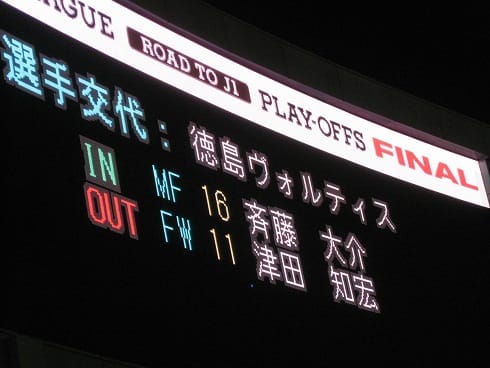 LEAGUE ROAD TO J1 PLAY-OFFS FINAL
選手交代：徳島ヴォルティス
IN MF 16 斉藤 大介
OUT FW 11 津田 知宏